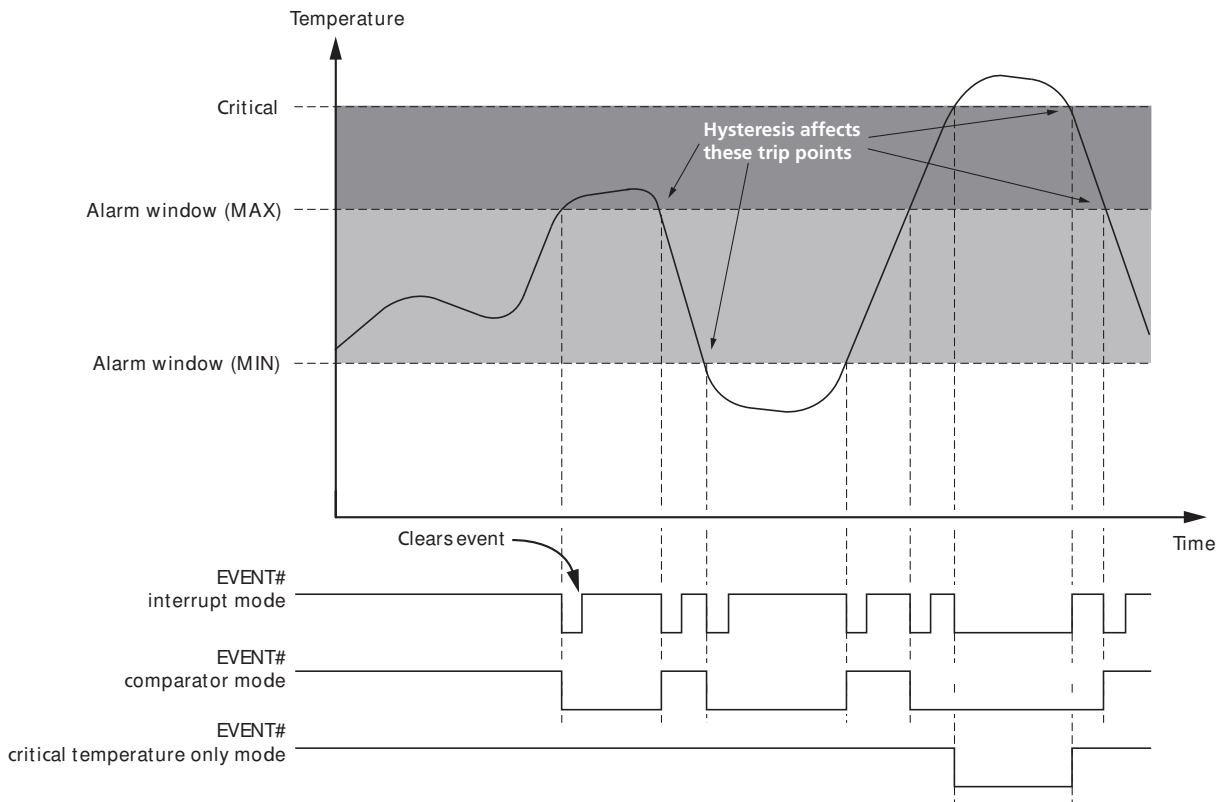 Temperature
Critical
Hysteresis affects
these trip points
Alarm window (MAX)
Alarm window (MIN)
Clears event
Time
EVENT#
interrupt mode
EVENT#
comparator mode
EVENT#
critical temperature only mode